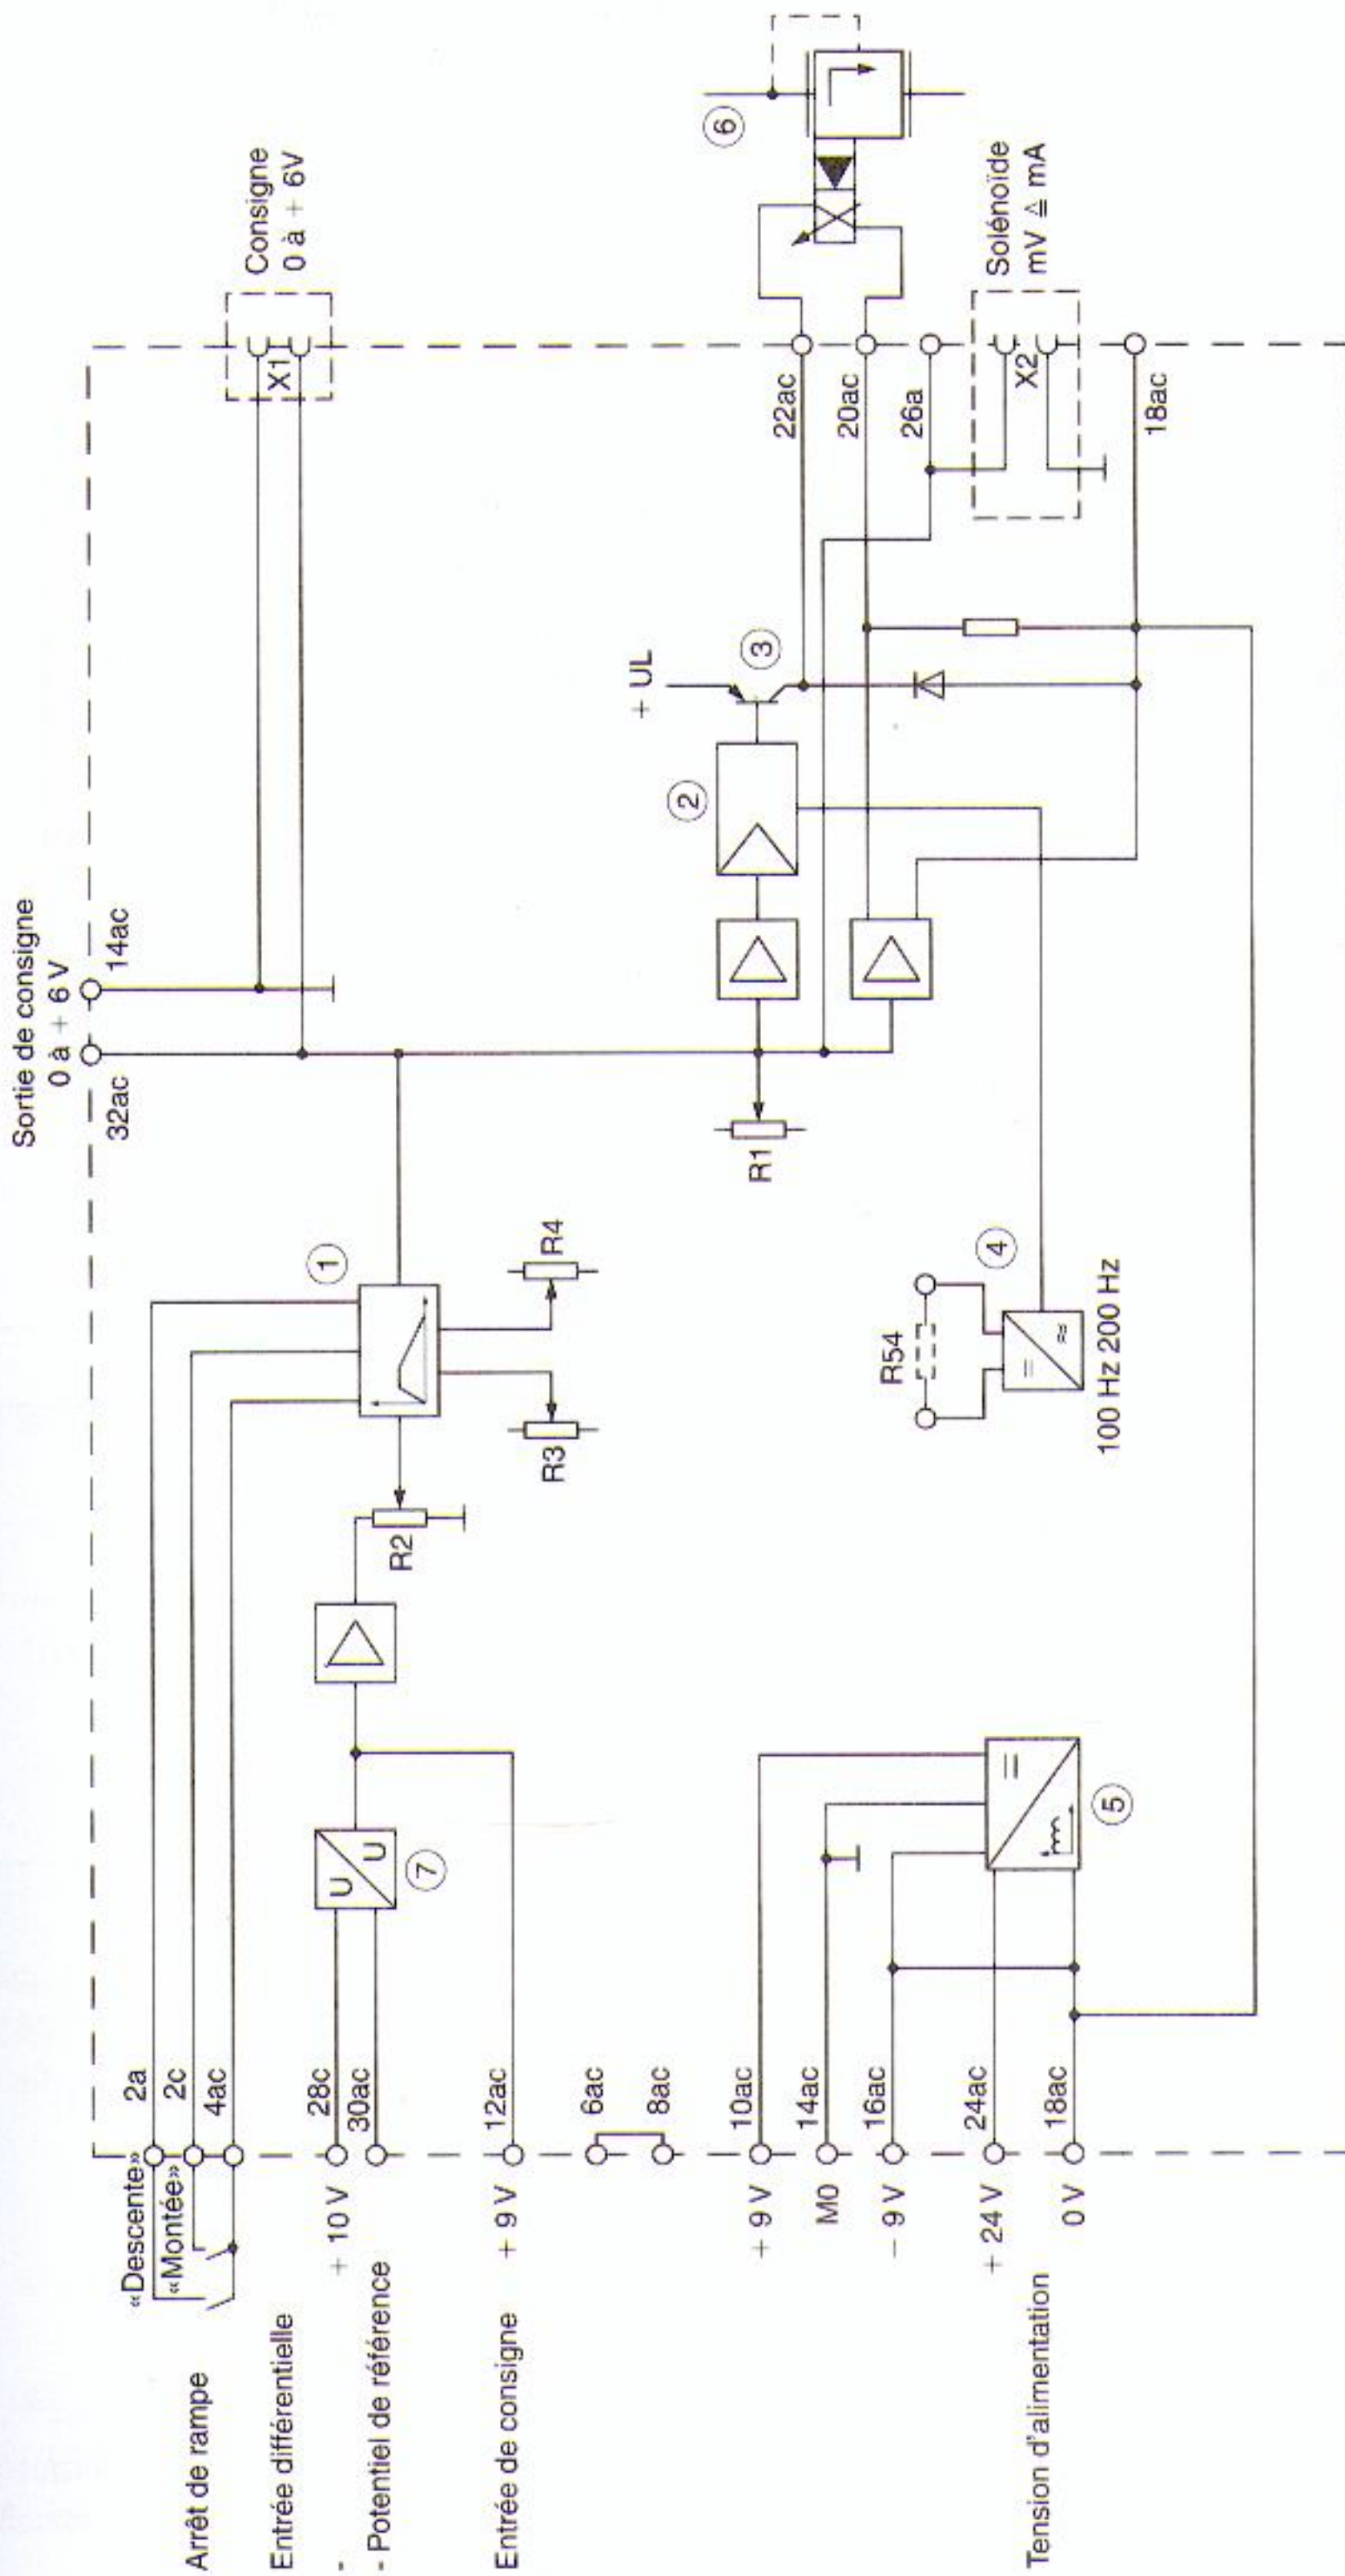 Sortie de consigne
0 à + 6 V
32ac
14ac
Consigne
0 à + 6V
X1
Arrêt de rampe
«Descente»
«Montée»
2a
2c
4ac
1
R3
R4
Entrée différentielle
-
+ 10 V
28c
- Potentiel de référence
30ac
U
U
7
R2
Entrée de consigne
+ 9 V
12ac
6ac
8ac
R1
2
+ UL
3
22ac
20ac
26a
6
Solénoïde
mV ≙ mA
X2
18ac
R54
4
100 Hz 200 Hz
+ 9 V
10ac
M0
14ac
− 9 V
16ac
Tension d'alimentation
+ 24 V
24ac
0 V
18ac
5